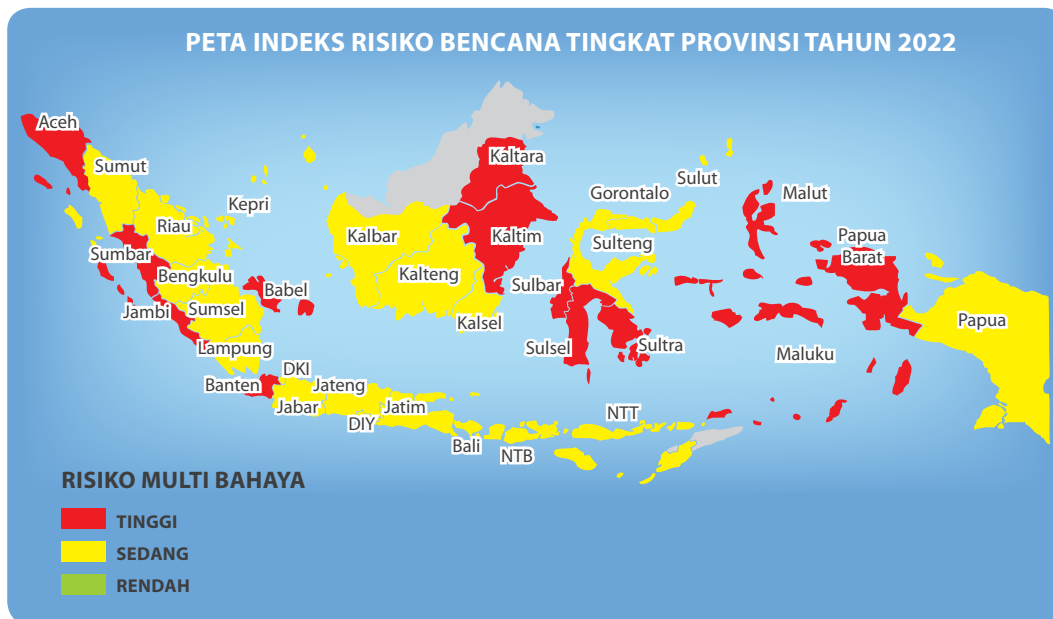 PETA INDEKS RISIKO BENCANA TINGKAT PROVINSI TAHUN 2022
Aceh
Sumut
Kepri
Riau
Sumbar
Bengkulu
Babel
Jambi
Sumsel
Lampung
Banten
DKI
Jateng
Jabar
DIY
Jatim
Bali
NTB
NTT
Kalbar
Kalteng
Kalsel
Kaltim
Kaltara
Gorontalo
Sulut
Sulteng
Sulbar
Sulsel
Sultra
Malut
Maluku
Papua
Barat
Papua
RISIKO MULTI BAHAYA
TINGGI
SEDANG
RENDAH